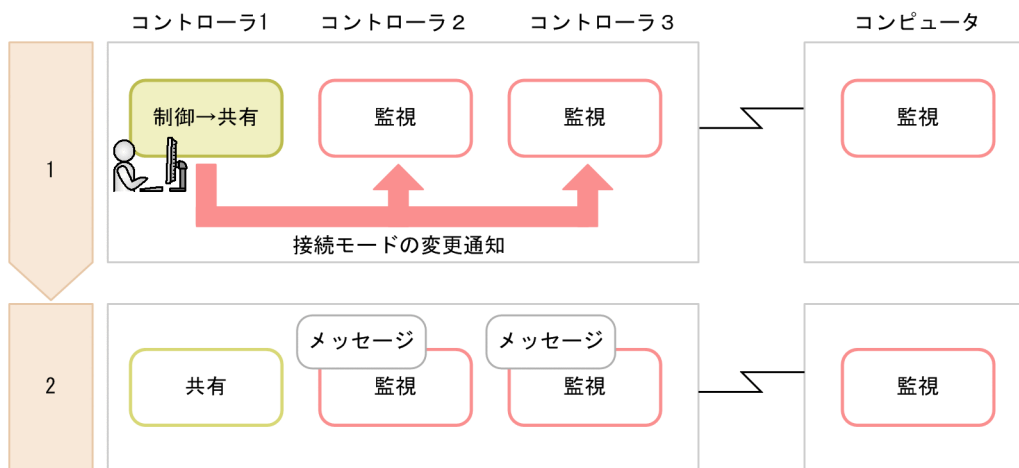 コントローラ1
コントローラ２
コントローラ３
コンピュータ
1
制御→共有
監視
監視
監視
接続モードの変更通知
2
メッセージ
メッセージ
共有
監視
監視
監視